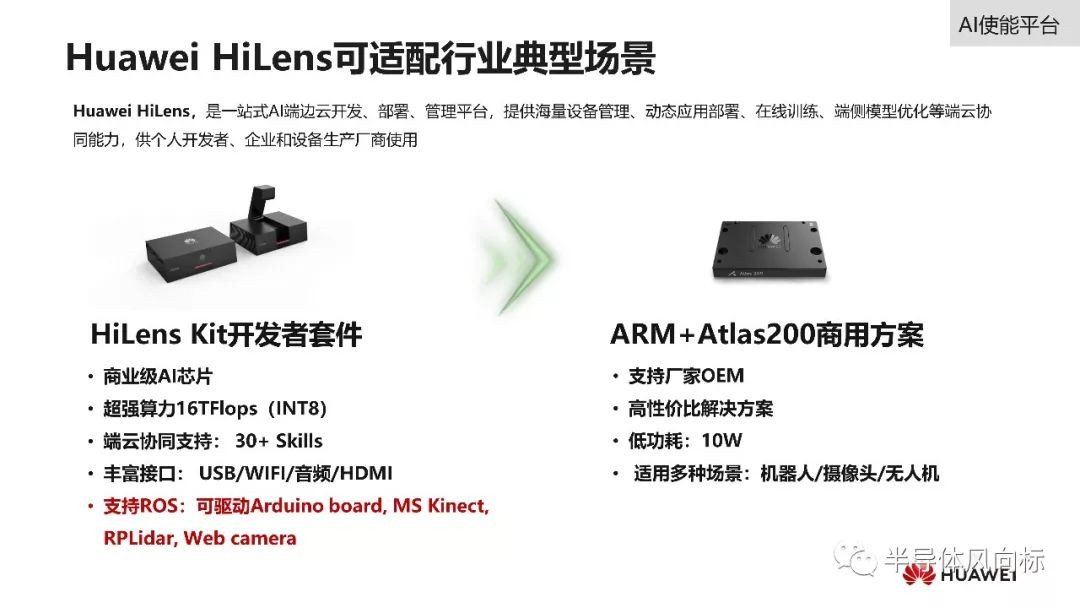 AI使能平台
Huawei HiLens可适配行业典型场景
Huawei HiLens，是一站式AI端边云开发、部署、管理平台，提供海量设备管理、动态应用部署、在线训练、端侧模型优化等端云协
同能力，供个人开发者、企业和设备生产厂商使用
Atlas 200
HiLens Kit开发者套件
• 商业级AI芯片
• 超强算力16TFlops（INT8）
• 端云协同支持： 30+ Skills
• 丰富接口： USB/WIFI/音频/HDMI
• 支持ROS：可驱动Arduino board, MS Kinect,
RPLidar, Web camera
ARM+Atlas200商用方案
• 支持厂家OEM
• 高性价比解决方案
• 低功耗：10W
• 适用多种场景：机器人/摄像头/无人机
半导体风向标
HUAWEI